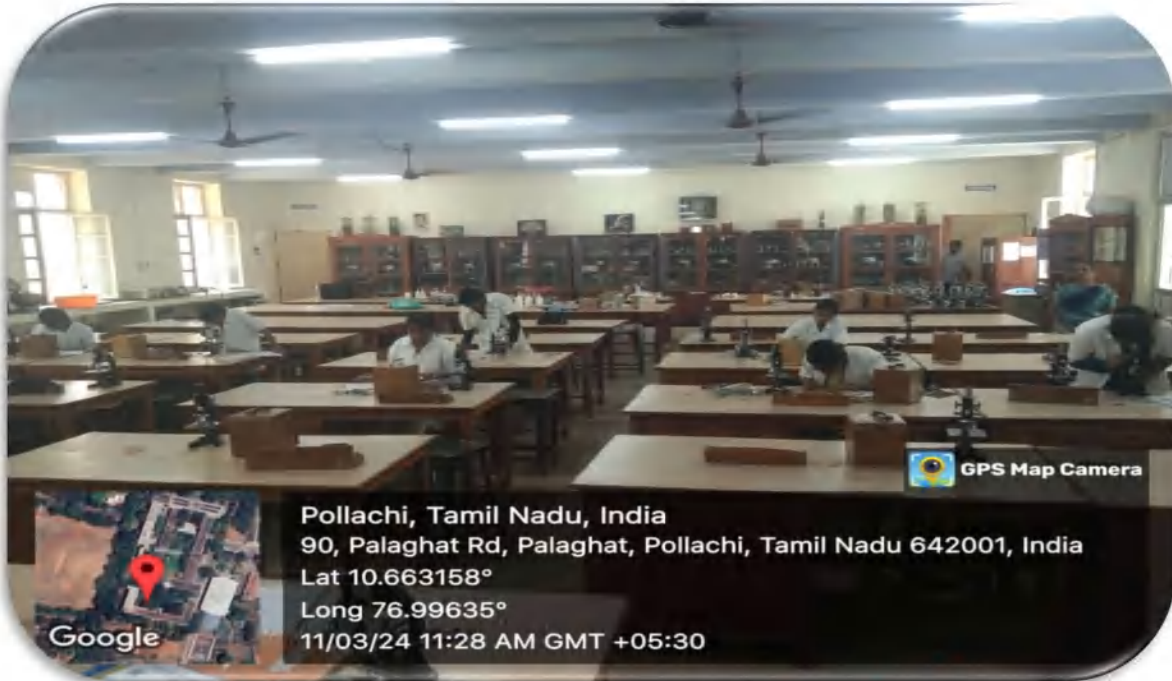 GPS Map Camera
Pollachi, Tamil Nadu, India
90, Palaghat Rd, Palaghat, Pollachi, Tamil Nadu 642001, India
Lat 10.663158°
Long 76.99635°
11/03/24 11:28 AM GMT +05:30
Google